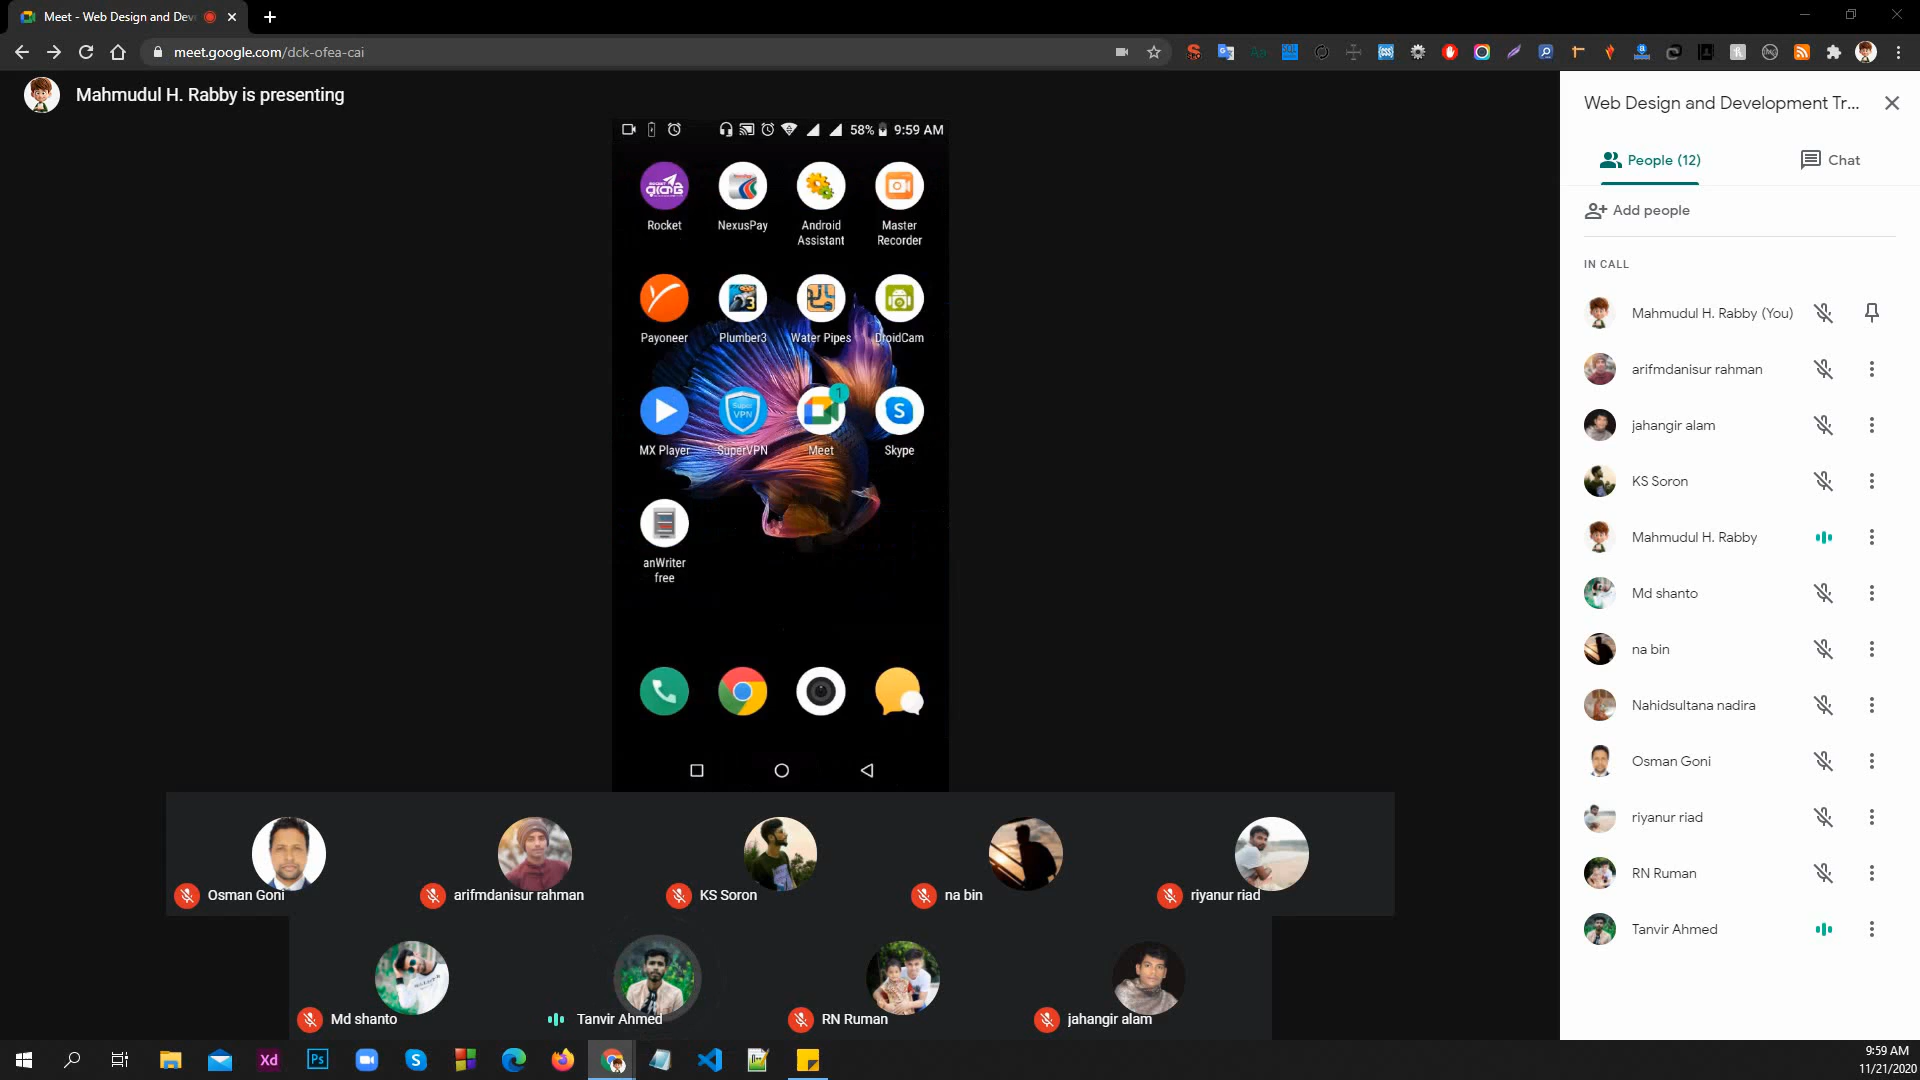 Meet - Web Design and Dev
meet.google.com/dck-ofea-cai
Mahmudul H. Rabby is presenting
58% 9:59 AM
Rocket NexusPay Android Assistant Master Recorder
Payoneer Plumber3 Water Pipes DroidCam
MX Player SuperVPN Meet Skype
Super VPN
1
anWriter free
Osman Goni arifmdanisur rahman KS Soron na bin riyanur riad
Md shanto Tanvir Ahmed RN Ruman jahangir alam
Web Design and Development Tr...
People (12) Chat
Add people
IN CALL
Mahmudul H. Rabby (You)
arifmdanisur rahman
jahangir alam
KS Soron
Mahmudul H. Rabby
Md shanto
na bin
Nahidsultana nadira
Osman Goni
riyanur riad
RN Ruman
Tanvir Ahmed
Xd Ps
9:59 AM
11/21/2020